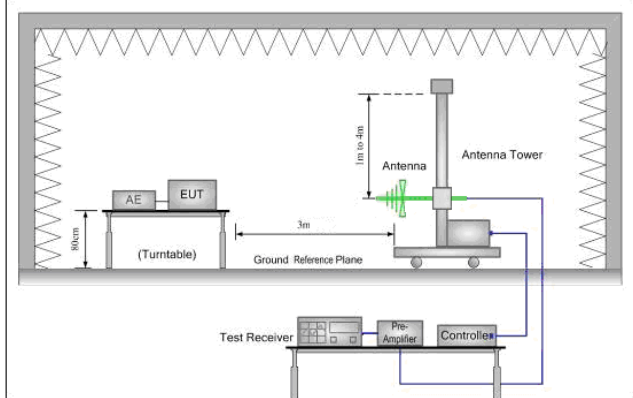 1m to 4m
Antenna Tower
Antenna
AE
EUT
80cm
3m
(Turntable)
Ground Reference Plane
Test Receiver
Pre-
Amplifier
Controller